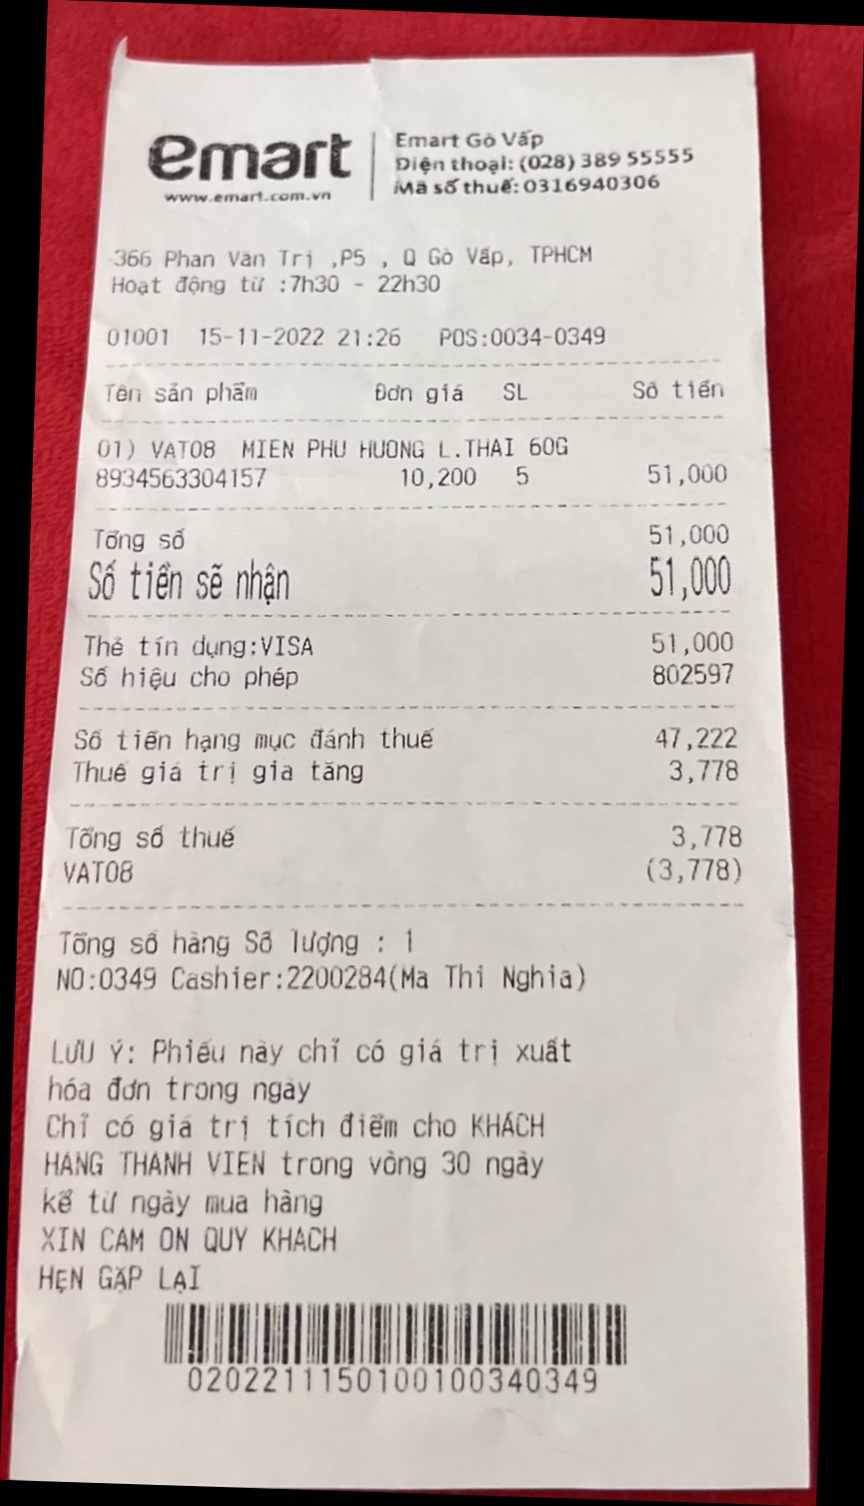 emart
www.emart.com.vn
Emart Gò Vấp
Điện thoại: (028) 389 55555
Mã số thuế: 0316940306
366 Phan Văn Trị ,P5 , Q Gò Vấp, TPHCM
Hoạt động từ :7h30 - 22h30
01001 15-11-2022 21:26 POS:0034-0349
Tên sản phẩm Đơn giá SL Số tiền
01) VAT08 MIEN PHU HUONG L.THAI 60G
8934563304157 10,200 5 51,000
Tổng số 51,000
Số tiền sẽ nhận 51,000
Thẻ tín dụng:VISA 51,000
Số hiệu cho phép 802597
Số tiền hạng mục đánh thuế 47,222
Thuế giá trị gia tăng 3,778
Tổng số thuế 3,778
VAT08 (3,778)
Tổng số hàng Số lượng : 1
NO:0349 Cashier:2200284(Ma Thi Nghia)
LƯU Ý: Phiếu này chỉ có giá trị xuất
hóa đơn trong ngày
Chỉ có giá trị tích điểm cho KHÁCH
HÀNG THÀNH VIÊN trong vòng 30 ngày
kể từ ngày mua hàng
XIN CAM ON QUY KHACH
HẸN GẶP LẠI
02022111501001003​40349